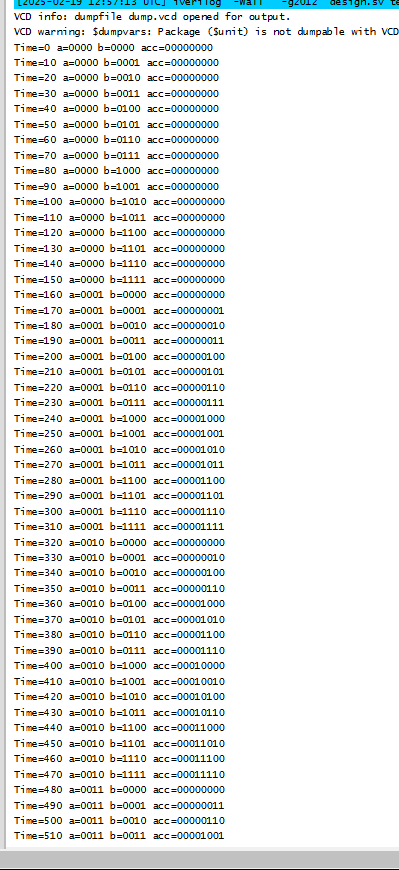 [2025-02-19 12:57:13 UTC] iverilog '-Wall' '-g2012' design.sv te
VCD info: dumpfile dump.vcd opened for output.
VCD warning: $dumpvars: Package ($unit) is not dumpable with VCD
Time=0 a=0000 b=0000 acc=00000000
Time=10 a=0000 b=0001 acc=00000000
Time=20 a=0000 b=0010 acc=00000000
Time=30 a=0000 b=0011 acc=00000000
Time=40 a=0000 b=0100 acc=00000000
Time=50 a=0000 b=0101 acc=00000000
Time=60 a=0000 b=0110 acc=00000000
Time=70 a=0000 b=0111 acc=00000000
Time=80 a=0000 b=1000 acc=00000000
Time=90 a=0000 b=1001 acc=00000000
Time=100 a=0000 b=1010 acc=00000000
Time=110 a=0000 b=1011 acc=00000000
Time=120 a=0000 b=1100 acc=00000000
Time=130 a=0000 b=1101 acc=00000000
Time=140 a=0000 b=1110 acc=00000000
Time=150 a=0000 b=1111 acc=00000000
Time=160 a=0001 b=0000 acc=00000000
Time=170 a=0001 b=0001 acc=00000001
Time=180 a=0001 b=0010 acc=00000010
Time=190 a=0001 b=0011 acc=00000011
Time=200 a=0001 b=0100 acc=00000100
Time=210 a=0001 b=0101 acc=00000101
Time=220 a=0001 b=0110 acc=00000110
Time=230 a=0001 b=0111 acc=00000111
Time=240 a=0001 b=1000 acc=00001000
Time=250 a=0001 b=1001 acc=00001001
Time=260 a=0001 b=1010 acc=00001010
Time=270 a=0001 b=1011 acc=00001011
Time=280 a=0001 b=1100 acc=00001100
Time=290 a=0001 b=1101 acc=00001101
Time=300 a=0001 b=1110 acc=00001110
Time=310 a=0001 b=1111 acc=00001111
Time=320 a=0010 b=0000 acc=00000000
Time=330 a=0010 b=0001 acc=00000010
Time=340 a=0010 b=0010 acc=00000100
Time=350 a=0010 b=0011 acc=00000110
Time=360 a=0010 b=0100 acc=00001000
Time=370 a=0010 b=0101 acc=00001010
Time=380 a=0010 b=0110 acc=00001100
Time=390 a=0010 b=0111 acc=00001110
Time=400 a=0010 b=1000 acc=00010000
Time=410 a=0010 b=1001 acc=00010010
Time=420 a=0010 b=1010 acc=00010100
Time=430 a=0010 b=1011 acc=00010110
Time=440 a=0010 b=1100 acc=00011000
Time=450 a=0010 b=1101 acc=00011010
Time=460 a=0010 b=1110 acc=00011100
Time=470 a=0010 b=1111 acc=00011110
Time=480 a=0011 b=0000 acc=00000000
Time=490 a=0011 b=0001 acc=00000011
Time=500 a=0011 b=0010 acc=00000110
Time=510 a=0011 b=0011 acc=00001001